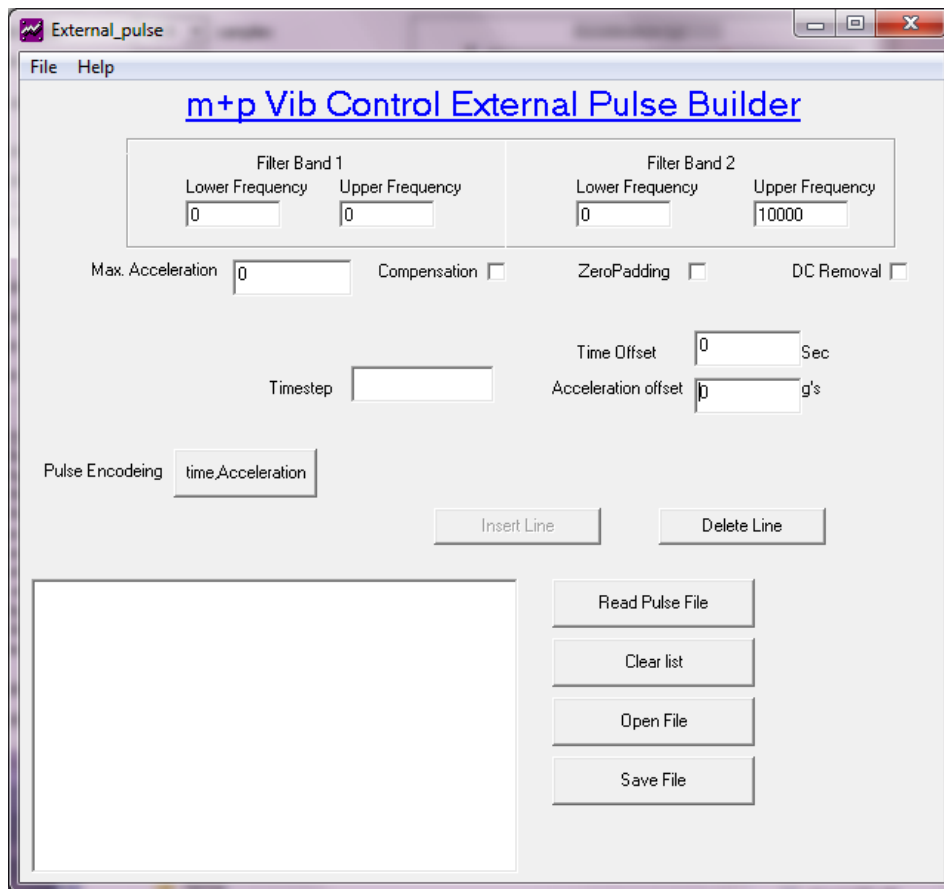 External_pulse
File Help
m+p Vib Control External Pulse Builder
Filter Band 1 Filter Band 2
Lower Frequency Upper Frequency Lower Frequency Upper Frequency
0 0 0 10000
Max. Acceleration 0 Compensation ZeroPadding DC Removal
Time Offset 0 Sec
Timestep Acceleration offset 0 g's
Pulse Encodeing time,Acceleration
Insert Line Delete Line
Read Pulse File
Clear list
Open File
Save File